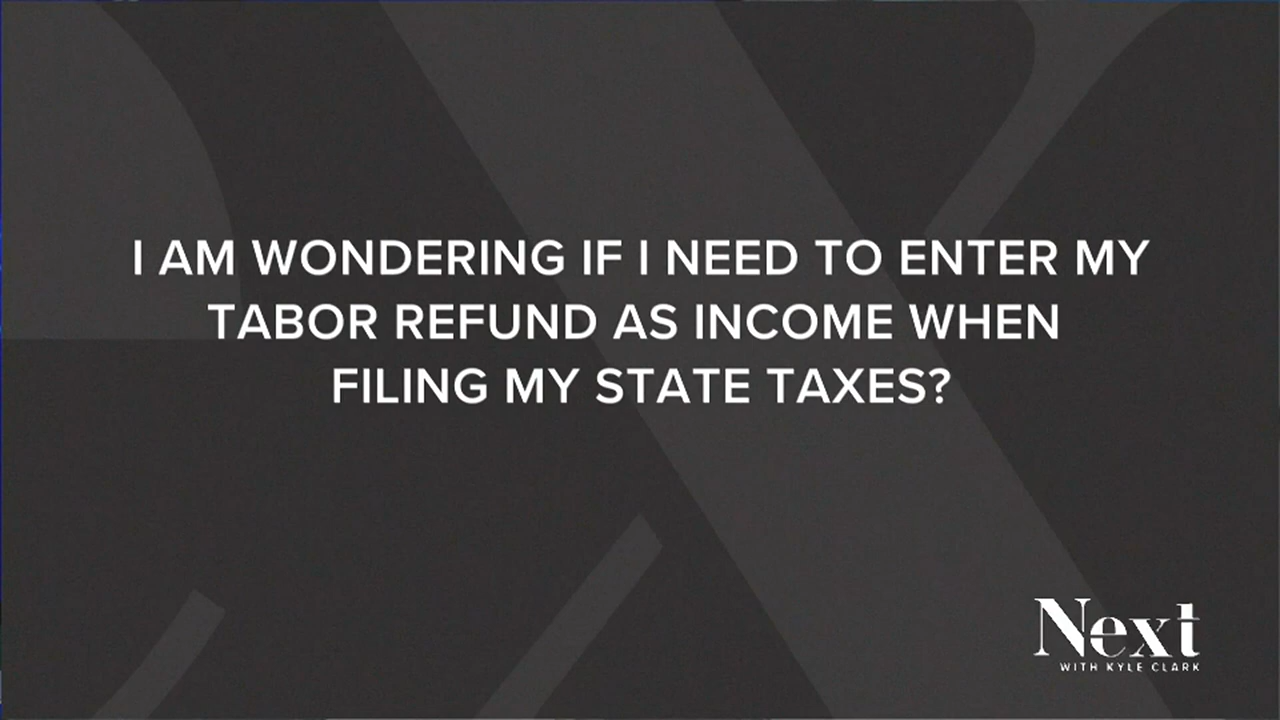 I AM WONDERING IF I NEED TO ENTER MY
TABOR REFUND AS INCOME WHEN
FILING MY STATE TAXES?
Next
WITH KYLE CLARK